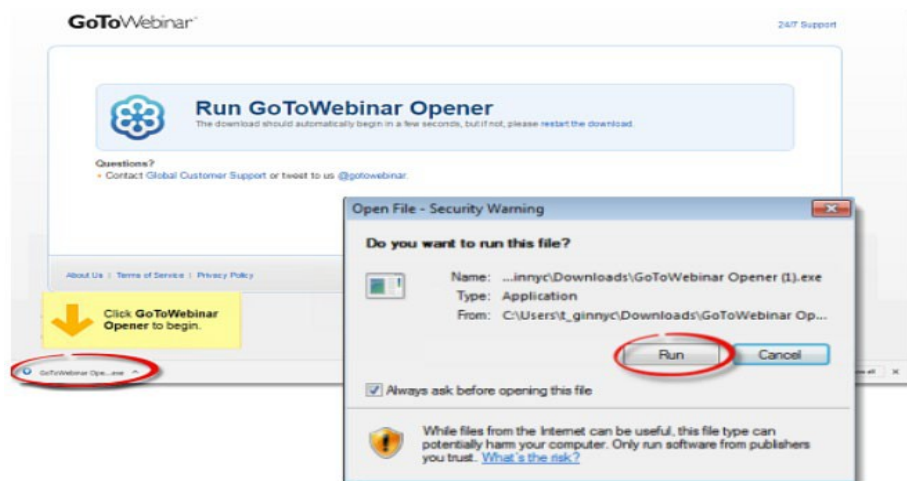 GoToWebinar
24/7 Support
Run GoToWebinar Opener
The download should automatically begin in a few seconds, but if not, please restart the download.
Questions?
• Contact Global Customer Support or tweet to us @gotowebinar.
About Us | Terms of Service | Privacy Policy
Click GoToWebinar
Opener to begin.
GoToWebinar Ope...exe
Open File - Security Warning
Do you want to run this file?
Name: ...innyc\Downloads\GoToWebinar Opener (1).exe
Type: Application
From: C:\Users\t_ginnyc\Downloads\GoToWebinar Op...
Run
Cancel
Always ask before opening this file
While files from the Internet can be useful, this file type can
potentially harm your computer. Only run software from publishers
you trust. What's the risk?